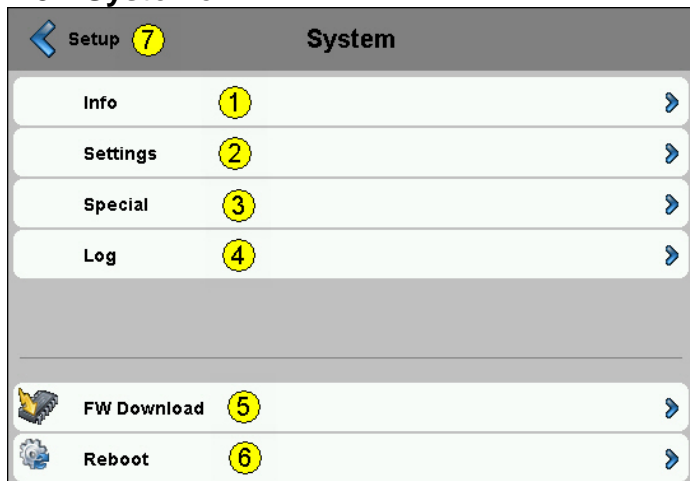 Setup 7 System
Info 1
Settings 2
Special 3
Log 4
FW Download 5
Reboot 6